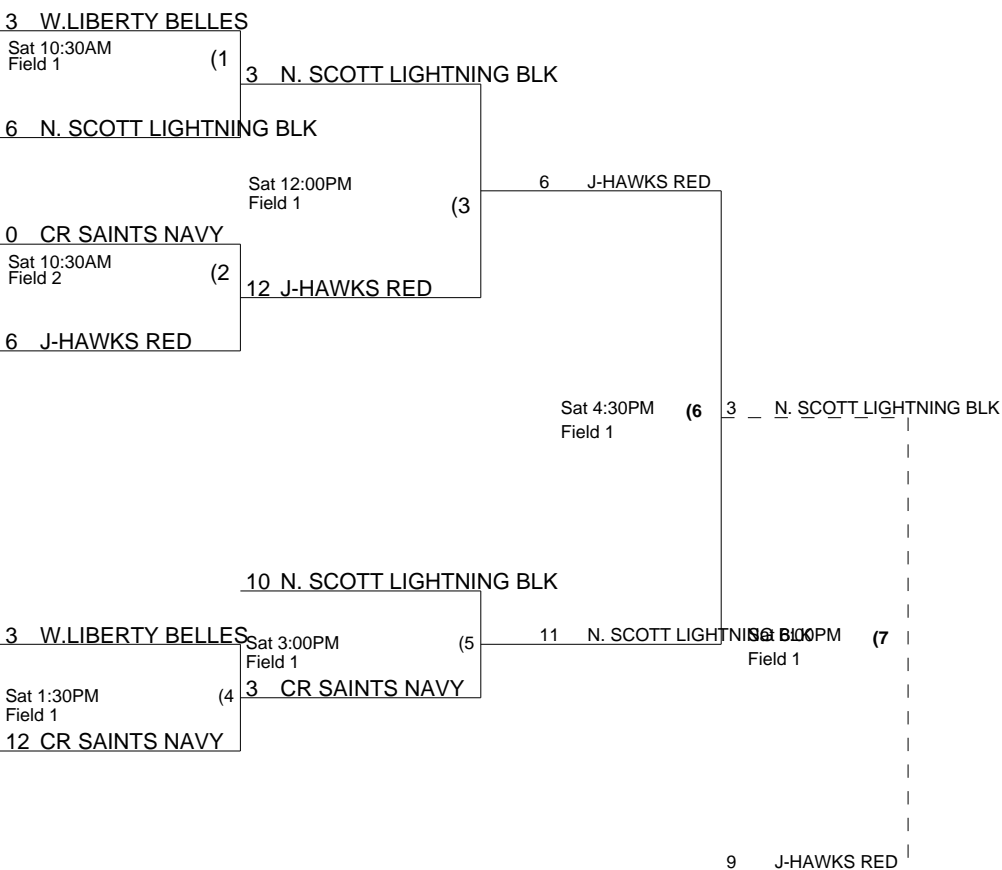 3 W.LIBERTY BELLES
Sat 10:30AM
Field 1
(1
3 N. SCOTT LIGHTNING BLK
6 N. SCOTT LIGHTNING BLK
Sat 12:00PM
Field 1
(3
6 J-HAWKS RED
0 CR SAINTS NAVY
Sat 10:30AM
Field 2
(2
12 J-HAWKS RED
6 J-HAWKS RED
Sat 4:30PM
Field 1
(6
3 N. SCOTT LIGHTNING BLK
10 N. SCOTT LIGHTNING BLK
3 W.LIBERTY BELLES
Sat 3:00PM
Field 1
(5
11 N. SCOTT LIGHTNING BLK
Sat 6:00PM
Field 1
(7
Sat 1:30PM
Field 1
(4
3 CR SAINTS NAVY
12 CR SAINTS NAVY
9 J-HAWKS RED